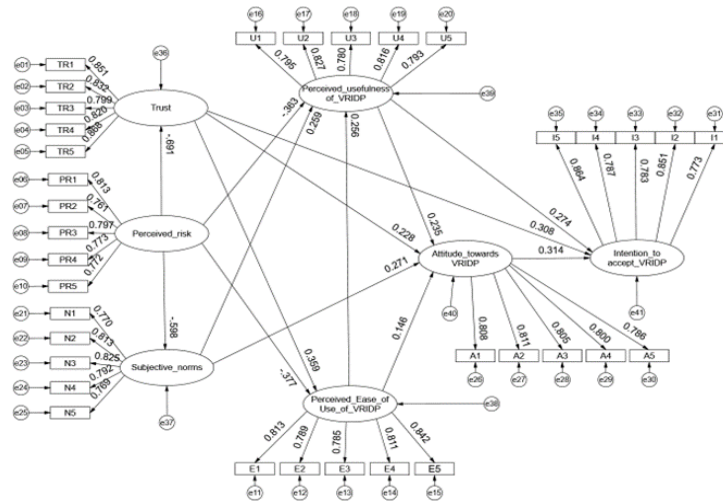 e16
e17
e18
e19
e20
U1
U2
U3
U4
U5
0.795
0.827
0.780
0.816
0.793
e01
TR1
0.851
e02
TR2
0.832
e03
TR3
0.799
e04
TR4
0.820
e05
TR5
e36
Trust
Perceived_usefulness
of_VRIDP
e39
-.363
0.259
0.256
-.691
e35
e34
e33
e32
e31
I5
I4
I3
I2
I1
0.864
0.787
0.783
0.851
0.773
e06
PR1
0.813
e07
PR2
0.761
e08
PR3
0.797
e09
PR4
0.773
e10
PR5
0.772
Perceived_risk
0.228
0.235
0.308
0.274
Attitude_towards
VRIDP
0.314
Intention_to
accept_VRIDP
0.271
-.598
0.146
e40
e41
e21
N1
0.770
e22
N2
0.813
e23
N3
0.825
e24
N4
0.792
e25
N5
0.769
Subjective_norms
e37
0.359
-.377
0.808
0.811
0.805
0.800
0.786
A1
A2
A3
A4
A5
e26
e27
e28
e29
e30
Perceived_Ease_of
Use_of_VRIDP
e38
0.813
0.789
0.785
0.811
0.842
E1
E2
E3
E4
E5
e11
e12
e13
e14
e15